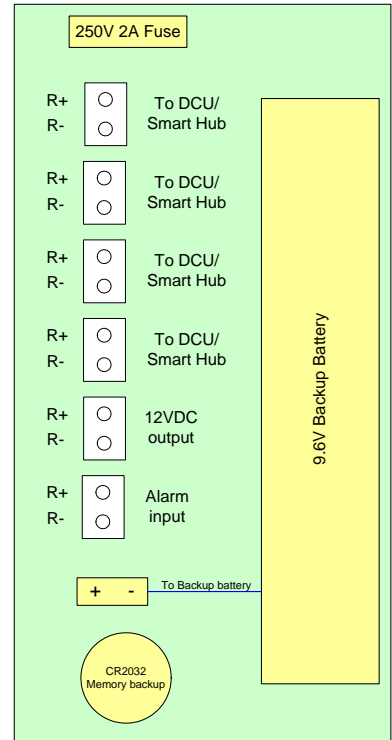 250V 2A Fuse
R+
R-
To DCU/
Smart Hub
R+
R-
To DCU/
Smart Hub
R+
R-
To DCU/
Smart Hub
R+
R-
To DCU/
Smart Hub
R+
R-
12VDC
output
R+
R-
Alarm
input
+ -
To Backup battery
CR2032
Memory backup
9.6V Backup Battery